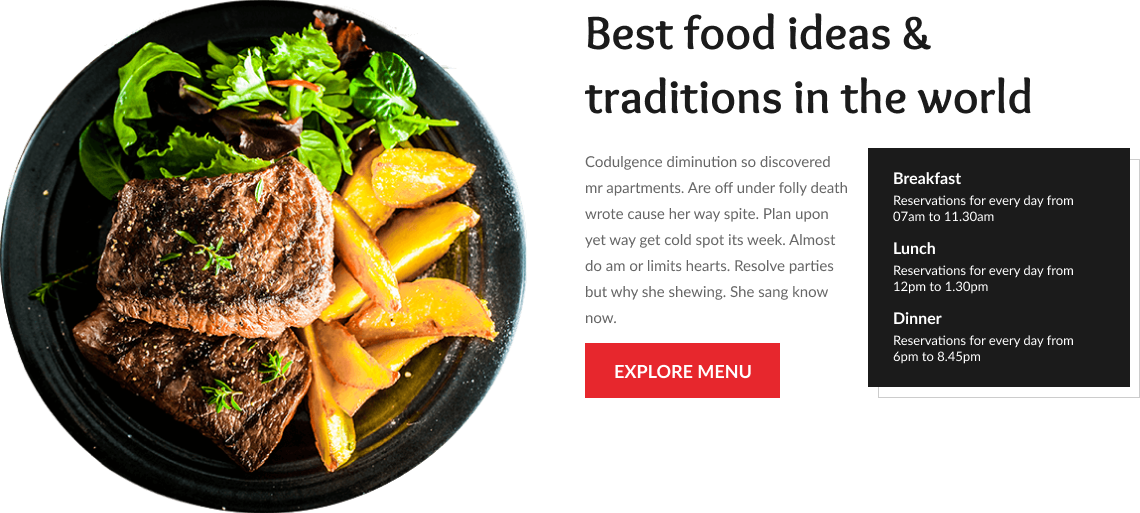 Best food ideas &
traditions in the world
Codulgence diminution so discovered
mr apartments. Are off under folly death
wrote cause her way spite. Plan upon
yet way get cold spot its week. Almost
do am or limits hearts. Resolve parties
but why she shewing. She sang know
now.
EXPLORE MENU
Breakfast
Reservations for every day from
07am to 11.30am
Lunch
Reservations for every day from
12pm to 1.30pm
Dinner
Reservations for every day from
6pm to 8.45pm